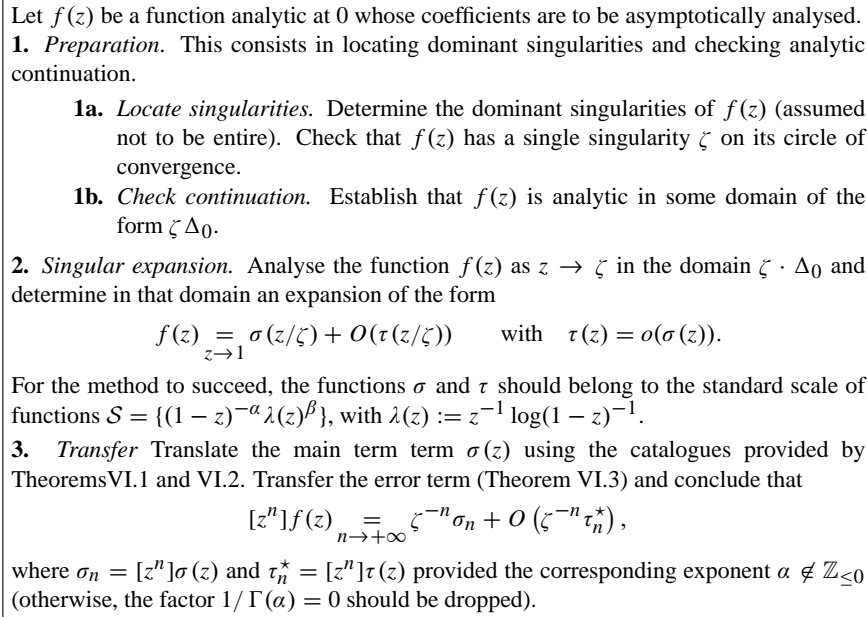 Let f(z) be a function analytic at 0 whose coefficients are to be asymptotically analysed.
1. Preparation. This consists in locating dominant singularities and checking analytic
continuation.
1a. Locate singularities. Determine the dominant singularities of f(z) (assumed
not to be entire). Check that f(z) has a single singularity ζ on its circle of
convergence.
1b. Check continuation. Establish that f(z) is analytic in some domain of the
form ζΔ₀.
2. Singular expansion. Analyse the function f(z) as z → ζ in the domain ζ · Δ₀ and
determine in that domain an expansion of the form
f(z) =_{z→1} σ(z/ζ) + O(τ(z/ζ)) with τ(z) = o(σ(z)).
For the method to succeed, the functions σ and τ should belong to the standard scale of
functions 𝒮 = {(1 − z)^{−α} λ(z)^β}, with λ(z) := z^{−1} log(1 − z)^{−1}.
3. Transfer Translate the main term term σ(z) using the catalogues provided by
TheoremsVI.1 and VI.2. Transfer the error term (Theorem VI.3) and conclude that
[z^n] f(z) =_{n→+∞} ζ^{−n} σ_n + O (ζ^{−n} τ_n^⋆) ,
where σ_n = [z^n]σ(z) and τ_n^⋆ = [z^n]τ(z) provided the corresponding exponent α ∉ ℤ_{≤0}
(otherwise, the factor 1/ Γ(α) = 0 should be dropped).